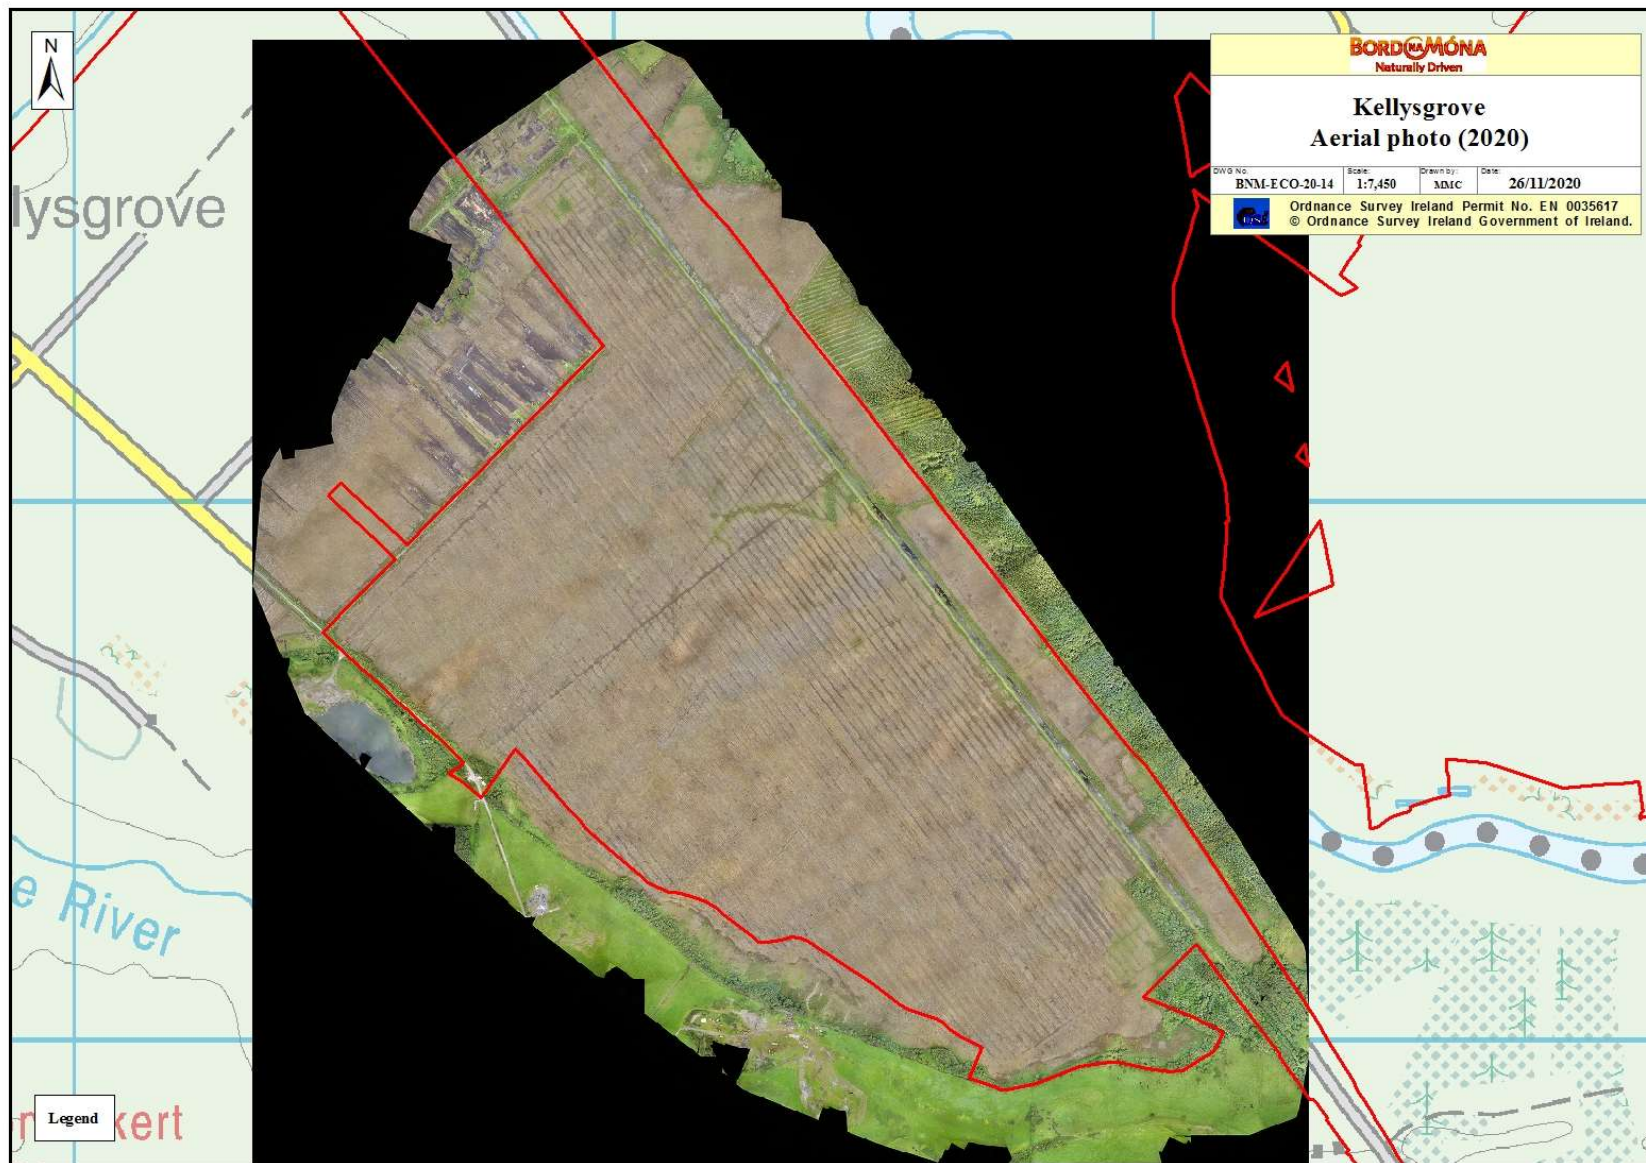 N
BORD NA MÓNA
Naturally Driven
Kellysgrove
Aerial photo (2020)
DWG No. Scale: Drawn by: Date:
BNM-ECO-20-14 1:7,450 MMC 26/11/2020
Ordnance Survey Ireland Permit No. EN 0035617
© Ordnance Survey Ireland Government of Ireland.
lysgrove
e River
kert
Legend